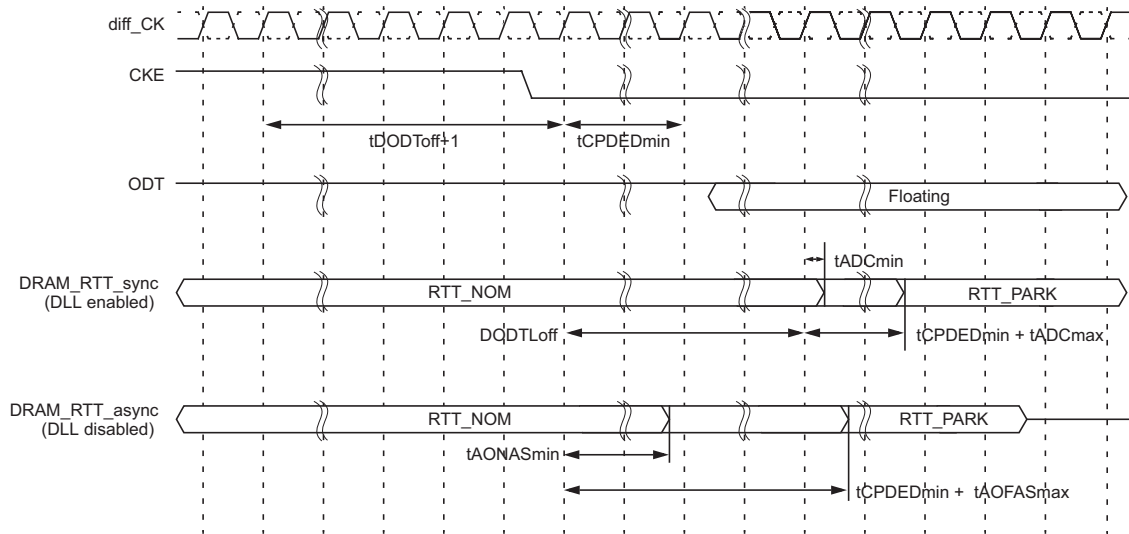 diff_CK
CKE
tDODToff+1
tCPDEDmin
ODT
Floating
tADCmin
DRAM_RTT_sync
(DLL enabled)
RTT_NOM
RTT_PARK
DODTLoff
tCPDEDmin + tADCmax
DRAM_RTT_async
(DLL disabled)
RTT_NOM
RTT_PARK
tAONASmin
tCPDEDmin + tAOFASmax